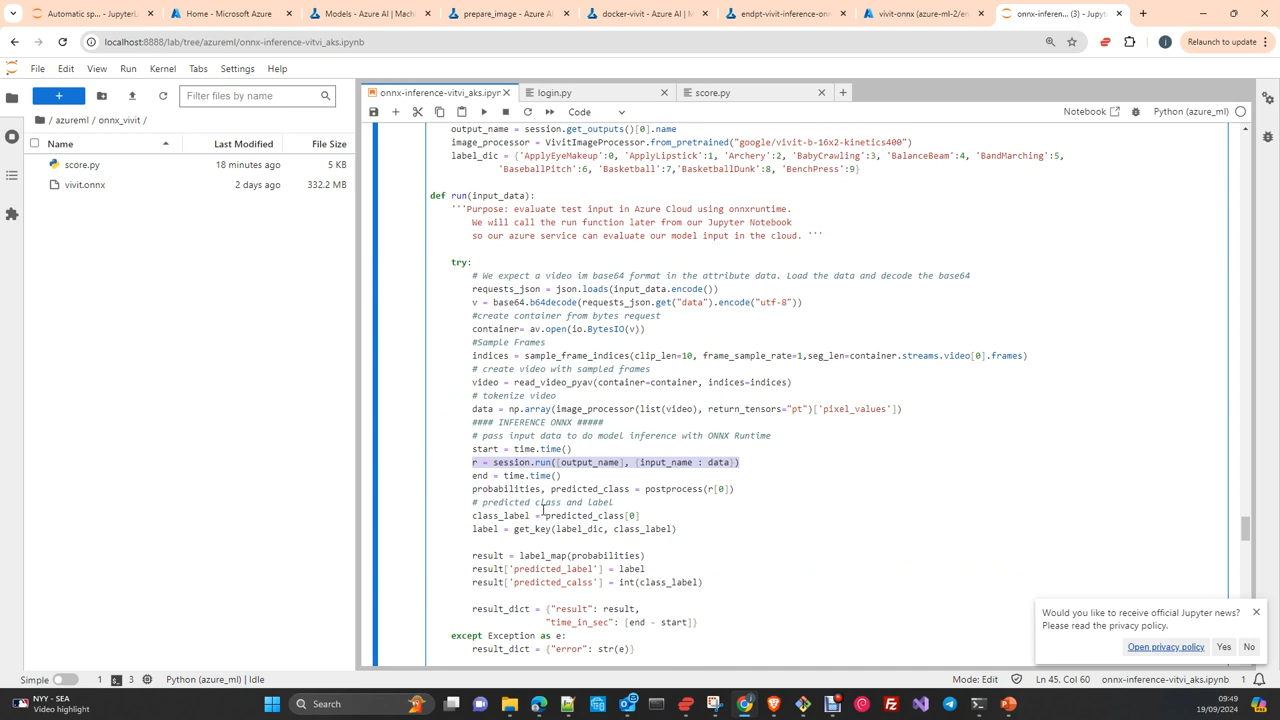 Automatic sp... - JupyterL
Home - Microsoft Azure
Models - Azure AI | Machi
prepare_image - Azure AI
docker-vivit - Azure AI | M
endpt-vivit-inference-onn
vivit-onnx (azure-ml-2/en
onnx-inferen... (3) - Jupyt
localhost:8888/lab/tree/azureml/onnx-inference-vitvi_aks.ipynb
Relaunch to update
File Edit View Run Kernel Tabs Settings Help
Filter files by name
/ azureml / onnx_vivit /
Name Last Modified File Size
score.py 18 minutes ago 5 KB
vivit.onnx 2 days ago 332.2 MB
onnx-inference-vitvi_aks.ipyn
login.py
score.py
Code
Notebook
Python (azure_ml)
output_name = session.get_outputs()[0].name
image_processor = VivitImageProcessor.from_pretrained("google/vivit-b-16x2-kinetics400")
label_dic = {'ApplyEyeMakeup':0, 'ApplyLipstick':1, 'Archery':2, 'BabyCrawling':3, 'BalanceBeam':4, 'BandMarching':5,
'BaseballPitch':6, 'Basketball':7,'BasketballDunk':8, 'BenchPress':9}
def run(input_data):
'''Purpose: evaluate test input in Azure Cloud using onnxruntime.
We will call the run function later from our Jupyter Notebook
so our azure service can evaluate our model input in the cloud. '''
try:
# We expect a video im base64 format in the attribute data. Load the data and decode the base64
requests_json = json.loads(input_data.encode())
v = base64.b64decode(requests_json.get("data").encode("utf-8"))
#create container from bytes request
container= av.open(io.BytesIO(v))
#Sample Frames
indices = sample_frame_indices(clip_len=10, frame_sample_rate=1,seg_len=container.streams.video[0].frames)
# create video with sampled frames
video = read_video_pyav(container=container, indices=indices)
# tokenize video
data = np.array(image_processor(list(video), return_tensors="pt")['pixel_values'])
#### INFERENCE ONNX #####
# pass input data to do model inference with ONNX Runtime
start = time.time()
r = session.run([output_name], {input_name : data})
end = time.time()
probabilities, predicted_class = postprocess(r[0])
# predicted class and label
class_label = predicted_class[0]
label = get_key(label_dic, class_label)
result = label_map(probabilities)
result['predicted_label'] = label
result['predicted_calss'] = int(class_label)
result_dict = {"result": result,
"time_in_sec": [end - start]}
except Exception as e:
result_dict = {"error": str(e)}
Would you like to receive official Jupyter news?
Please read the privacy policy.
Open privacy policy Yes No
Simple 1 3 Python (azure_ml) | Idle
Mode: Edit Ln 45, Col 60 onnx-inference-vitvi_aks.ipynb 1
NYY - SEA
Video highlight
Search
09:49
19/09/2024